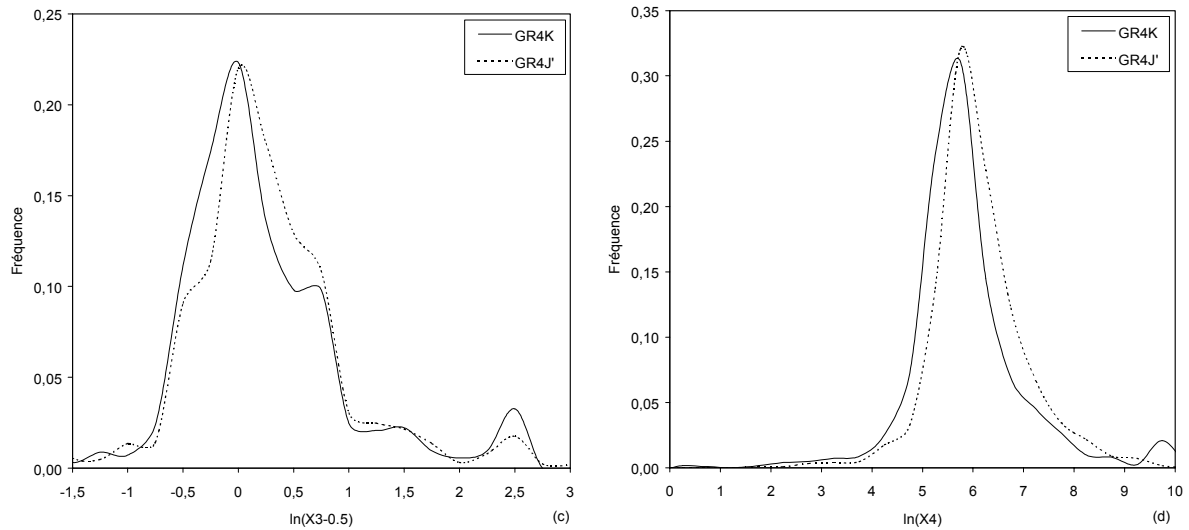 0,25
0,20
0,15
0,10
0,05
0,00
Fréquence
GR4K
GR4J'
-1,5 -1 -0,5 0 0,5 1 1,5 2 2,5 3
ln(X3-0.5)
(c)
0,35
0,30
0,25
0,20
0,15
0,10
0,05
0,00
Fréquence
GR4K
GR4J'
0 1 2 3 4 5 6 7 8 9 10
ln(X4)
(d)